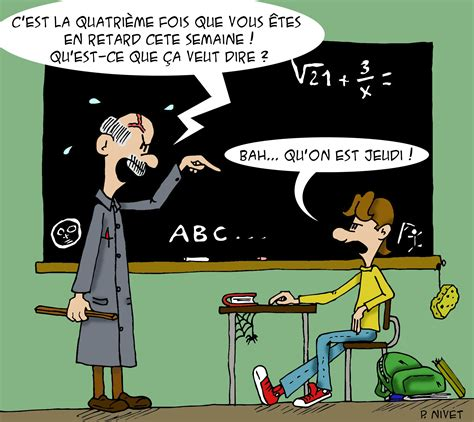 C'EST LA QUATRIÈME FOIS QUE VOUS ÊTES
EN RETARD CETE SEMAINE !
QU'EST-CE QUE ÇA VEUT DIRE ?
√21 + 3/x =
BAH... QU'ON EST JEUDI !
ABC...
P. NIVET